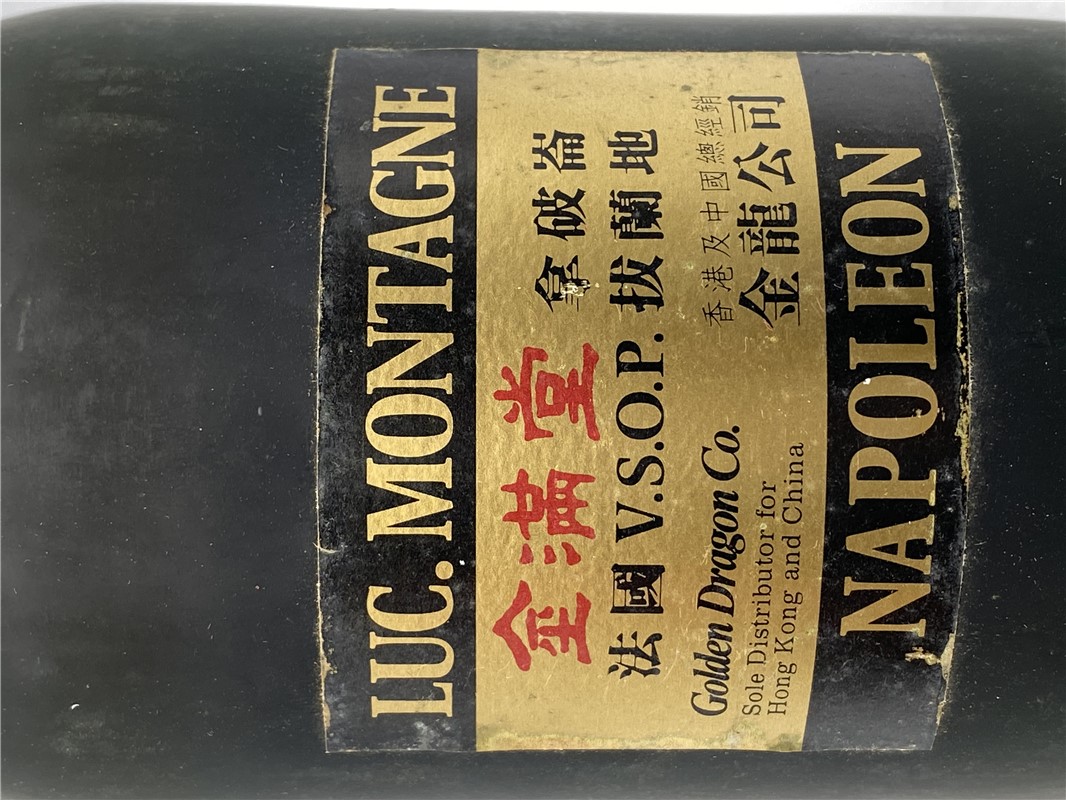 LUC. MONTAGNE
金滿堂 拿破崙
法國 V.S.O.P. 拔蘭地
Golden Dragon Co. 香港及中國總經銷
Sole Distributor for
Hong Kong and China 金龍公司
NAPOLEON